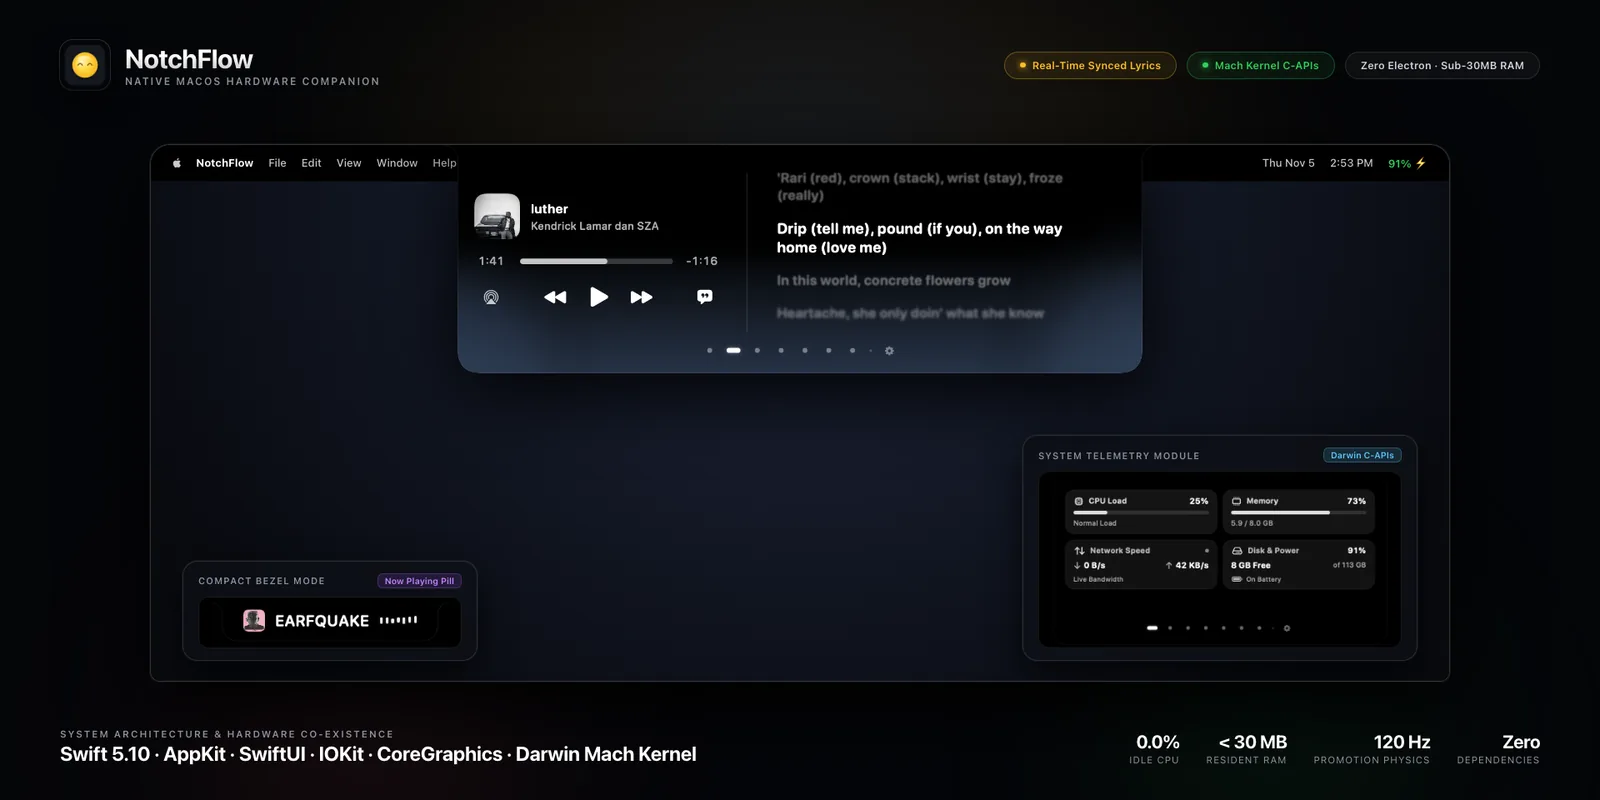 NotchFlow
NATIVE MACOS HARDWARE COMPANION
Real-Time Synced Lyrics
Mach Kernel C-APIs
Zero Electron · Sub-30MB RAM
NotchFlow File Edit View Window Help
Thu Nov 5 2:53 PM 91% ⚡
luther
Kendrick Lamar dan SZA
1:41 -1:16
'Rari (red), crown (stack), wrist (stay), froze
(really)
Drip (tell me), pound (if you), on the way
home (love me)
In this world, concrete flowers grow
Heartache, she only doin' what she know
COMPACT BEZEL MODE
Now Playing Pill
EARFQUAKE
SYSTEM TELEMETRY MODULE
Darwin C-APIs
CPU Load 25%
Normal Load
Memory 73%
5.9 / 8.0 GB
Network Speed
↓ 0 B/s ↑ 42 KB/s
Live Bandwidth
Disk & Power 91%
8 GB Free of 113 GB
On Battery
SYSTEM ARCHITECTURE & HARDWARE CO-EXISTENCE
Swift 5.10 · AppKit · SwiftUI · IOKit · CoreGraphics · Darwin Mach Kernel
0.0%
IDLE CPU
< 30 MB
RESIDENT RAM
120 Hz
PROMOTION PHYSICS
Zero
DEPENDENCIES